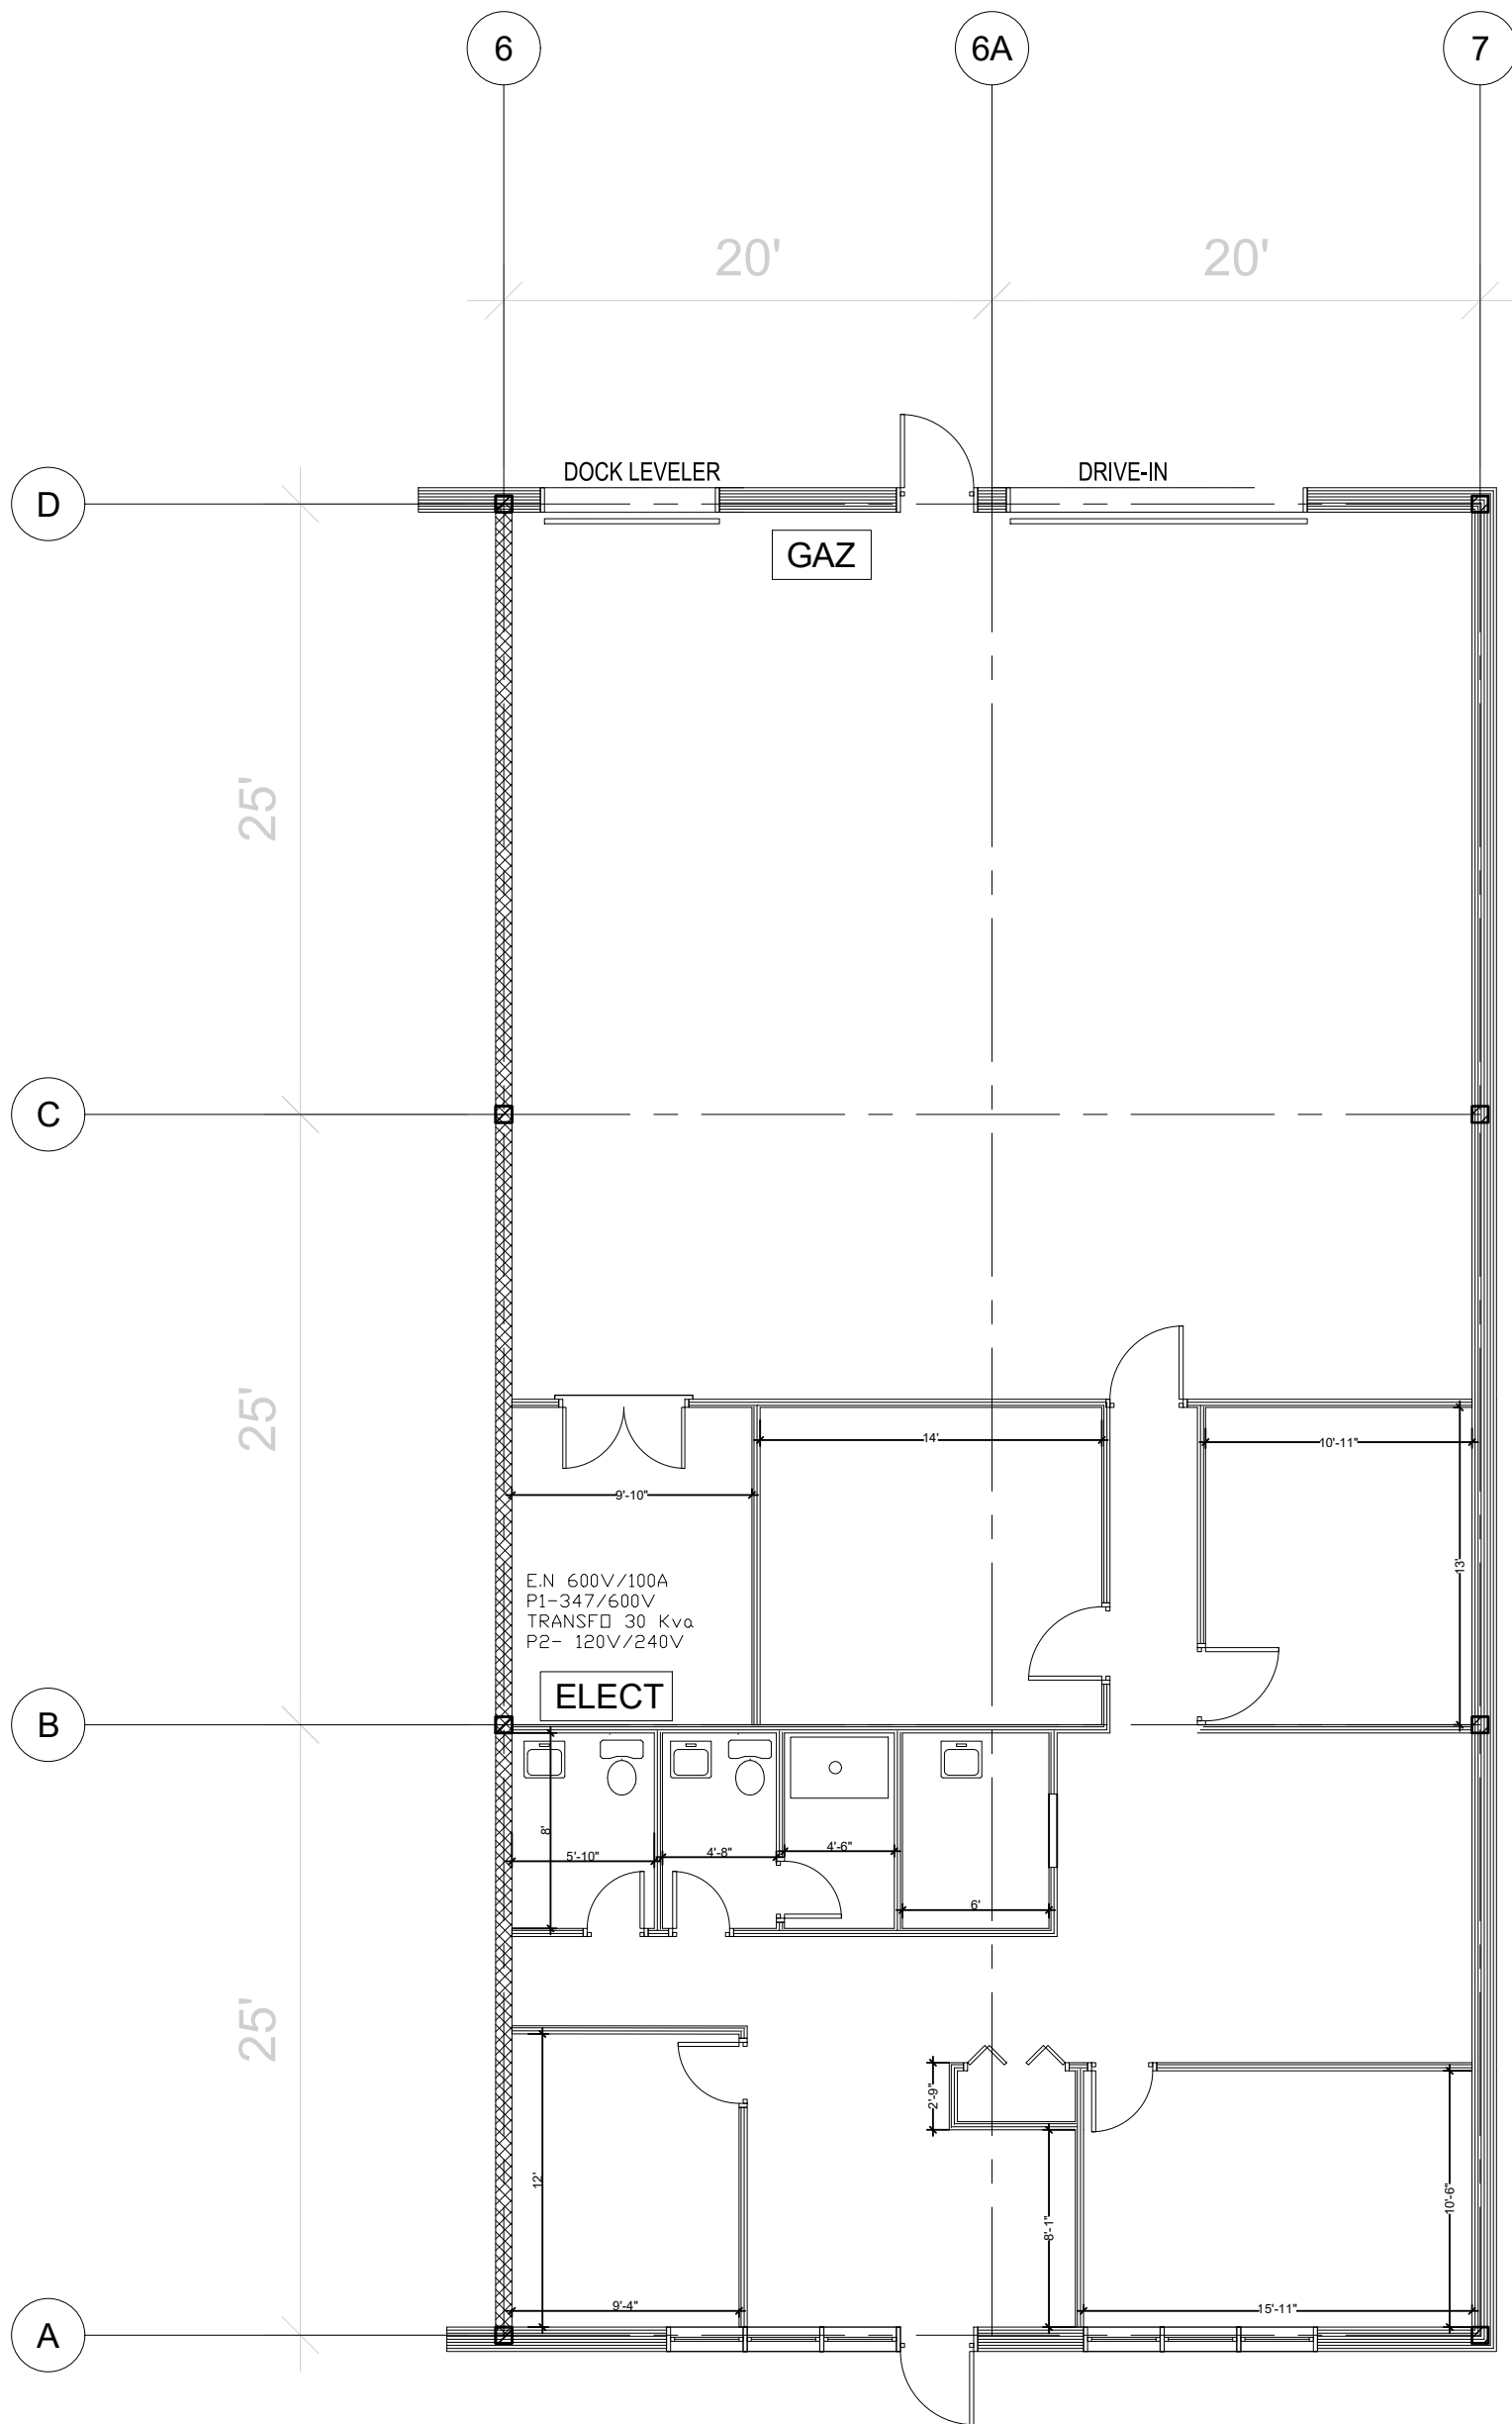 6
6A
7
20'
20'
DOCK LEVELER
DRIVE-IN
D
GAZ
25'
C
25'
14'
10'-11"
9'-10"
13'
E.N 600V/100A
P1-347/600V
TRANSFO 30 Kva
P2- 120V/240V
ELECT
B
8'
5'-10"
4'-8"
4'-6"
6'
25'
2'-9"
12'
8'-1"
10'-6"
9'-4"
15'-11"
A